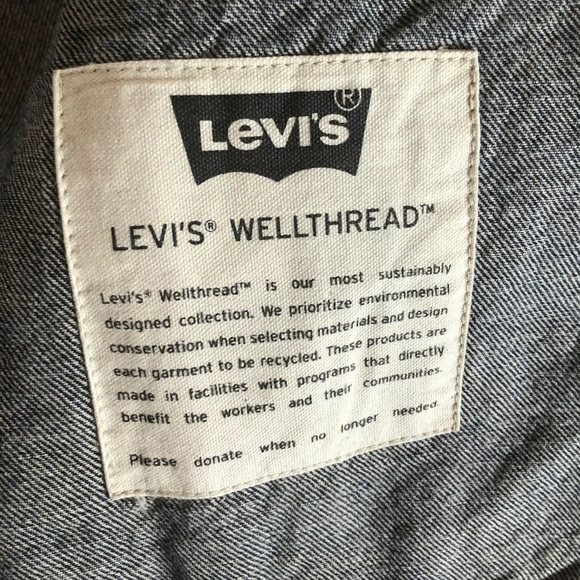 Levi's®
LEVI'S® WELLTHREAD™
Levi's® Wellthread™ is our most sustainably
designed collection. We prioritize environmental
conservation when selecting materials and design
each garment to be recycled. These products are
made in facilities with programs that directly
benefit the workers and their communities.
Please donate when no longer needed.